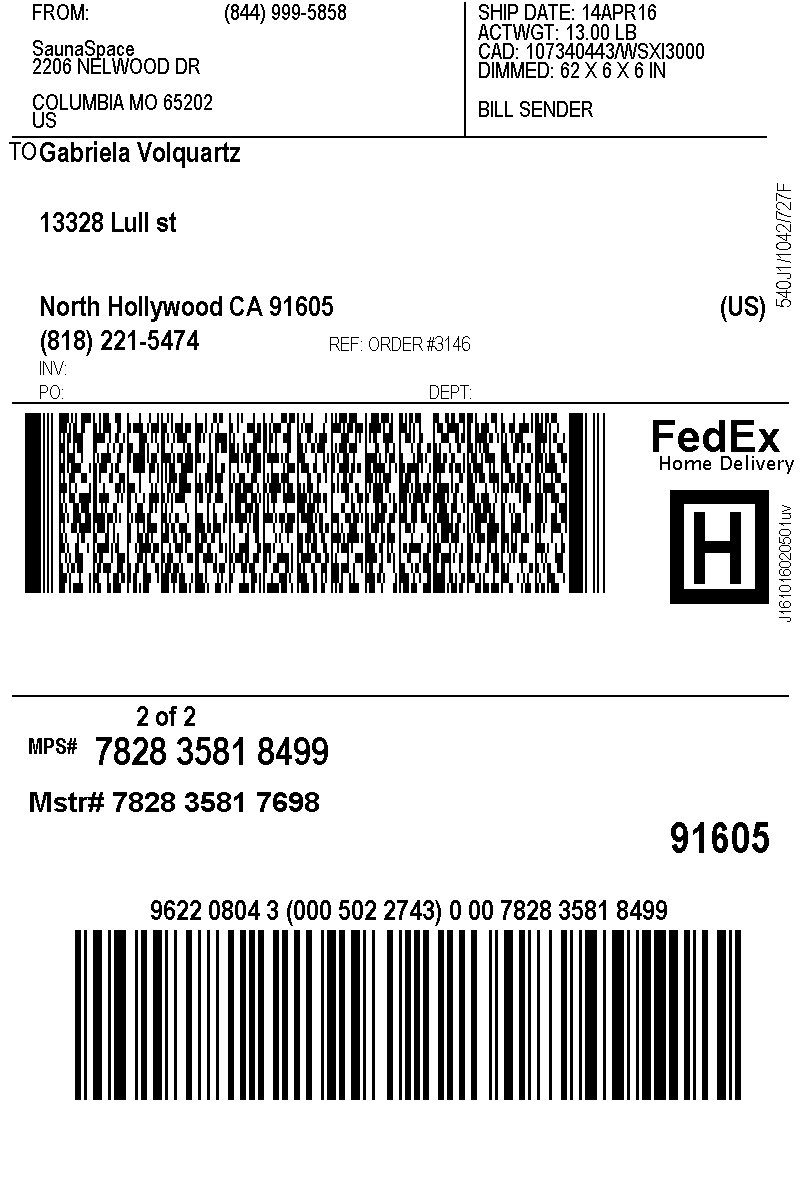 FROM: (844) 999-5858
SaunaSpace
2206 NELWOOD DR
COLUMBIA MO 65202
US
SHIP DATE: 14APR16
ACTWGT: 13.00 LB
CAD: 107340443/WSXI3000
DIMMED: 62 X 6 X 6 IN
BILL SENDER
TO Gabriela Volquartz
13328 Lull st
North Hollywood CA 91605 (US)
(818) 221-5474 REF: ORDER #3146
INV:
PO: DEPT:
540J1/1042/727F
FedEx
Home Delivery
H
J161016020501uv
2 of 2
MPS# 7828 3581 8499
Mstr# 7828 3581 7698
91605
9622 0804 3 (000 502 2743) 0 00 7828 3581 8499